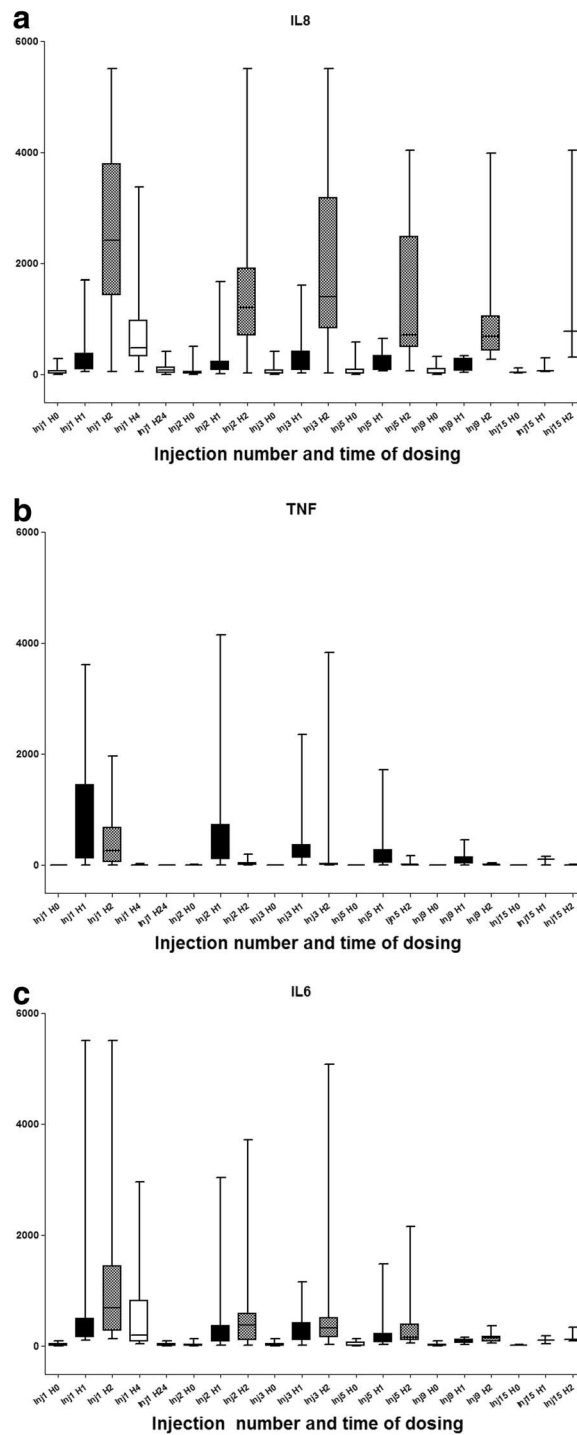 a
IL8
6000
4000
2000
0
Inj1 H0 Inj1 H1 Inj1 H2 Inj1 H4 Inj1 H24 Inj2 H0 Inj2 H1 Inj2 H2 Inj3 H0 Inj3 H1 Inj3 H2 Inj5 H0 Inj5 H1 Inj5 H2 Inj9 H0 Inj9 H1 Inj9 H2 Inj15 H0 Inj15 H1 Inj15 H2
Injection number and time of dosing
b
TNF
6000
4000
2000
0
Inj1 H0 Inj1 H1 Inj1 H2 Inj1 H4 Inj1 H24 Inj2 H0 Inj2 H1 Inj2 H2 Inj3 H0 Inj3 H1 Inj3 H2 Inj5 H0 Inj5 H1 Ijn5 H2 Inj9 H0 Inj9 H1 Inj9 H2 Inj15 H0 Inj15 H1 Inj15 H2
Injection number and time of dosing
c
IL6
6000
4000
2000
0
Inj1 H0 Inj1 H1 Inj1 H2 Inj1 H4 Inj1 H24 Inj2 H0 Inj2 H1 Inj2 H2 Inj3 H0 Inj3 H1 Inj3 H2 Inj5 H0 Inj5 H1 Inj5 H2 Inj9 H0 Inj9 H1 Inj9 H2 Inj15 H0 Inj15 H1 Inj15 H2
Injection number and time of dosing